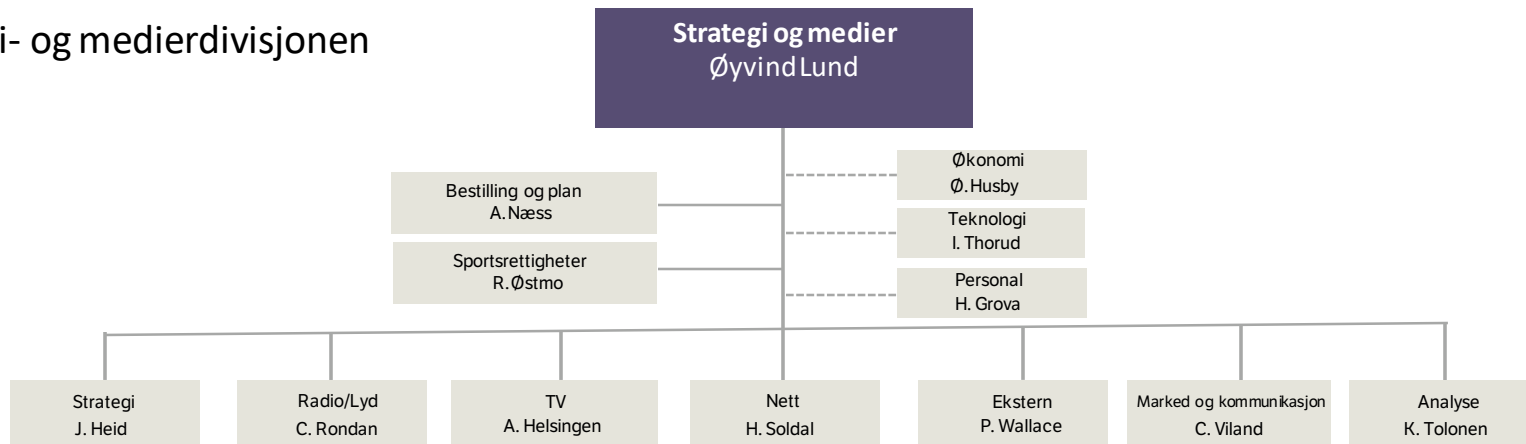 i- og medierdivisjonen
Strategi og medier
Øyvind Lund
Bestilling og plan
A. Næss
Sportsrettigheter
R. Østmo
Økonomi
Ø. Husby
Teknologi
I. Thorud
Personal
H. Grova
Strategi
J. Heid
Radio/Lyd
C. Rondan
TV
A. Helsingen
Nett
H. Soldal
Ekstern
P. Wallace
Marked og kommunikasjon
C. Viland
Analyse
K. Tolonen